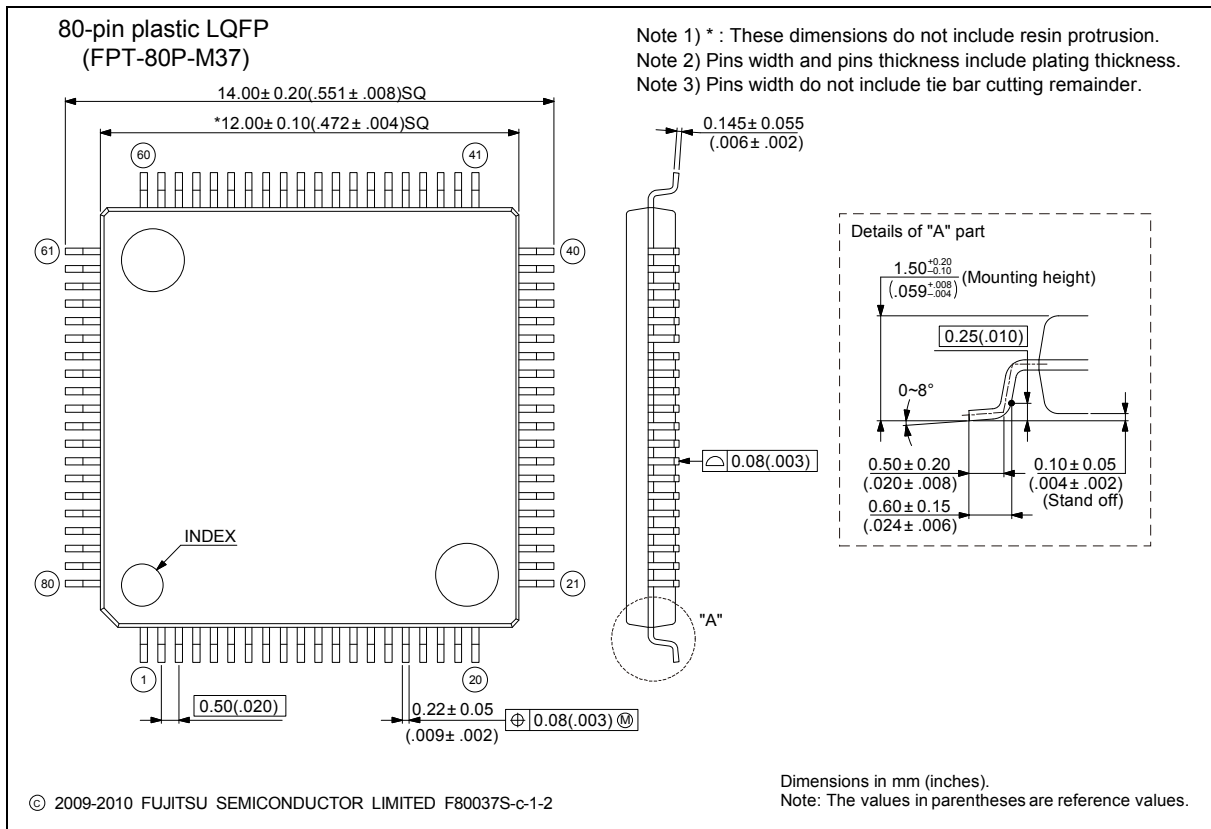 80-pin plastic LQFP
(FPT-80P-M37)
Note 1) * : These dimensions do not include resin protrusion.
Note 2) Pins width and pins thickness include plating thickness.
Note 3) Pins width do not include tie bar cutting remainder.
14.00± 0.20(.551± .008)SQ
*12.00± 0.10(.472± .004)SQ
0.145± 0.055
(.006± .002)
60
41
61
40
80
21
1
20
INDEX
0.50(.020)
0.22± 0.05
(.009± .002)
⌖ 0.08(.003) Ⓜ
⌓ 0.08(.003)
"A"
Details of "A" part
1.50 +0.20 –0.10 (Mounting height)
(.059 +.008 –.004)
0.25(.010)
0~8°
0.50± 0.20
(.020± .008)
0.60± 0.15
(.024± .006)
0.10± 0.05
(.004± .002)
(Stand off)
© 2009-2010 FUJITSU SEMICONDUCTOR LIMITED F80037S-c-1-2
Dimensions in mm (inches).
Note: The values in parentheses are reference values.